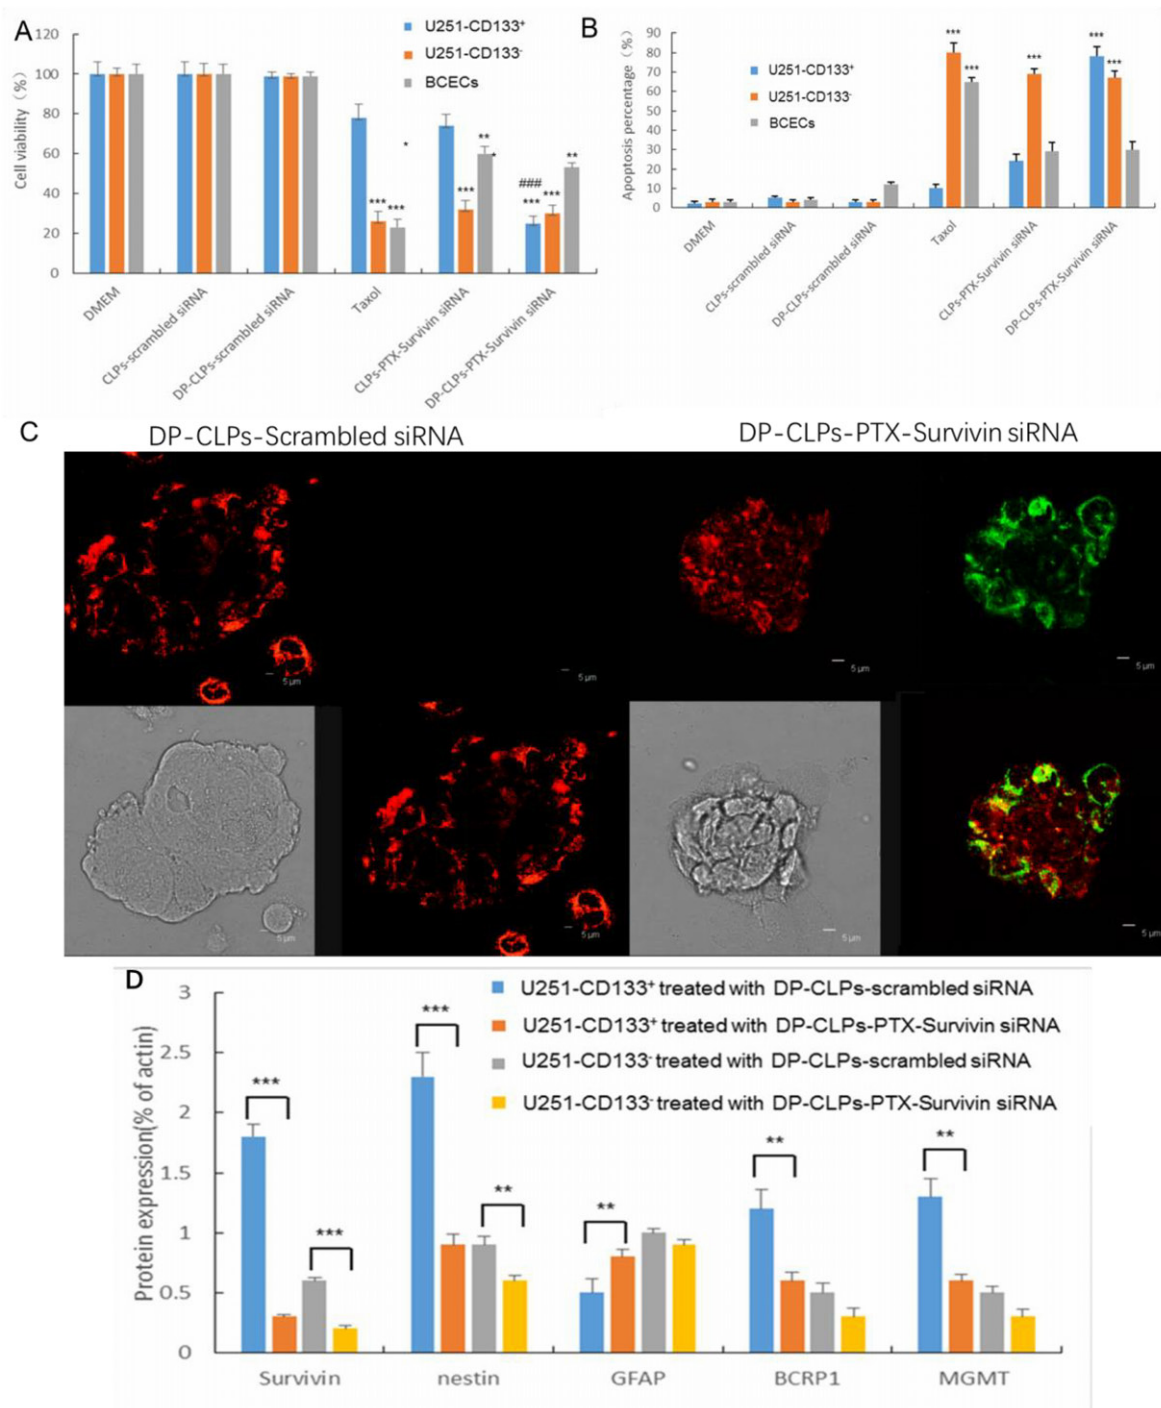 A
120
100
80
60
40
20
0
Cell viability (%)
U251-CD133+
U251-CD133-
BCECs
*
*** ***
***
**
*
###
***
***
**
DMEM
CLPs-scrambled siRNA
DP-CLPs-scrambled siRNA
Taxol
CLPs-PTX-Survivin siRNA
DP-CLPs-PTX-Survivin siRNA
B
90
80
70
60
50
40
30
20
10
0
Apoptosis percentage (%)
U251-CD133+
U251-CD133-
BCECs
***
***
***
***
***
DMEM
CLPs-scrambled siRNA
DP-CLPs-scrambled siRNA
Taxol
CLPs-PTX-Survivin siRNA
DP-CLPs-PTX-Survivin siRNA
C
DP-CLPs-Scrambled siRNA
DP-CLPs-PTX-Survivin siRNA
5 μm
5 μm
5 μm
5 μm
5 μm
5 μm
5 μm
5 μm
D
3
2.5
2
1.5
1
0.5
0
Protein expression(% of actin)
U251-CD133+ treated with DP-CLPs-scrambled siRNA
U251-CD133+ treated with DP-CLPs-PTX-Survivin siRNA
U251-CD133- treated with DP-CLPs-scrambled siRNA
U251-CD133- treated with DP-CLPs-PTX-Survivin siRNA
***
***
***
**
**
**
**
Survivin
nestin
GFAP
BCRP1
MGMT